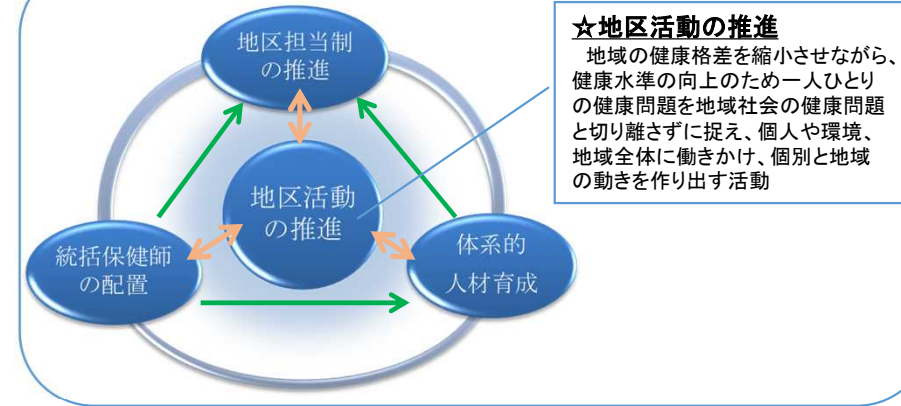 地区担当制
の推進
☆地区活動の推進
地域の健康格差を縮小させながら、
健康水準の向上のため一人ひとり
の健康問題を地域社会の健康問題
と切り離さずに捉え、個人や環境、
地域全体に働きかけ、個別と地域
の動きを作り出す活動
地区活動
の推進
統括保健師
の配置
体系的
人材育成